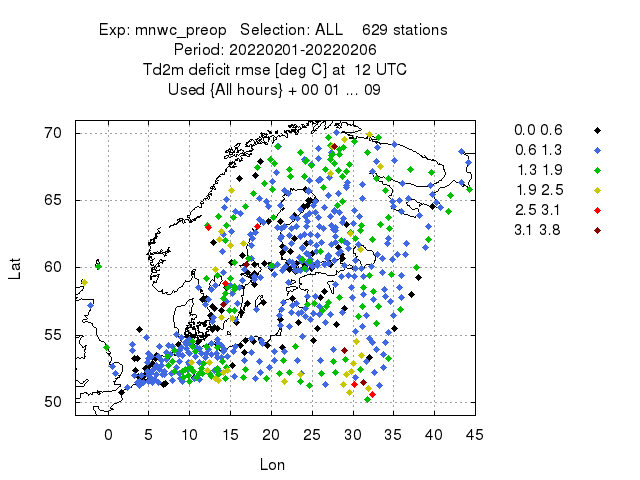 Exp: mnwc_preop   Selection: ALL    629 stations
Period: 20220201-20220206
Td2m deficit rmse [deg C] at  12 UTC
Used {All hours} + 00 01 ... 09
70
65
60
55
50
0 5 10 15 20 25 30 35 40 45
Lat
Lon
0.0 0.6
0.6 1.3
1.3 1.9
1.9 2.5
2.5 3.1
3.1 3.8